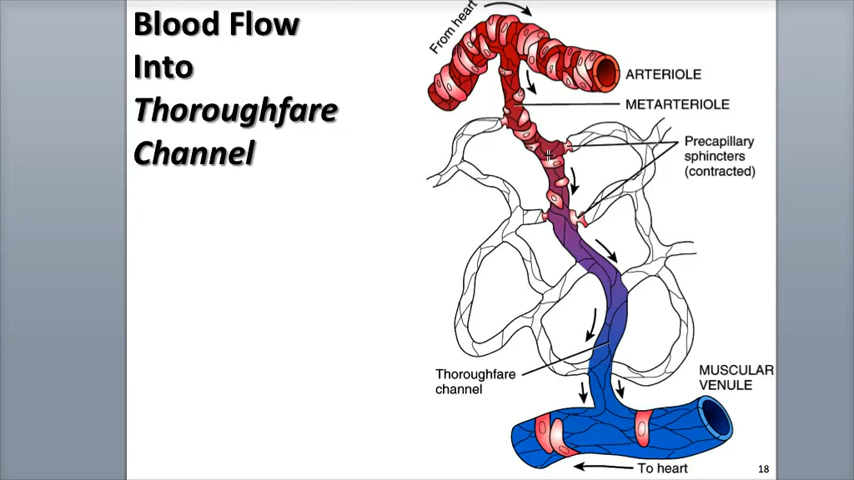 Blood Flow
Into
Thoroughfare
Channel
From heart
ARTERIOLE
METARTERIOLE
Precapillary
sphincters
(contracted)
Thoroughfare
channel
MUSCULAR
VENULE
To heart
18